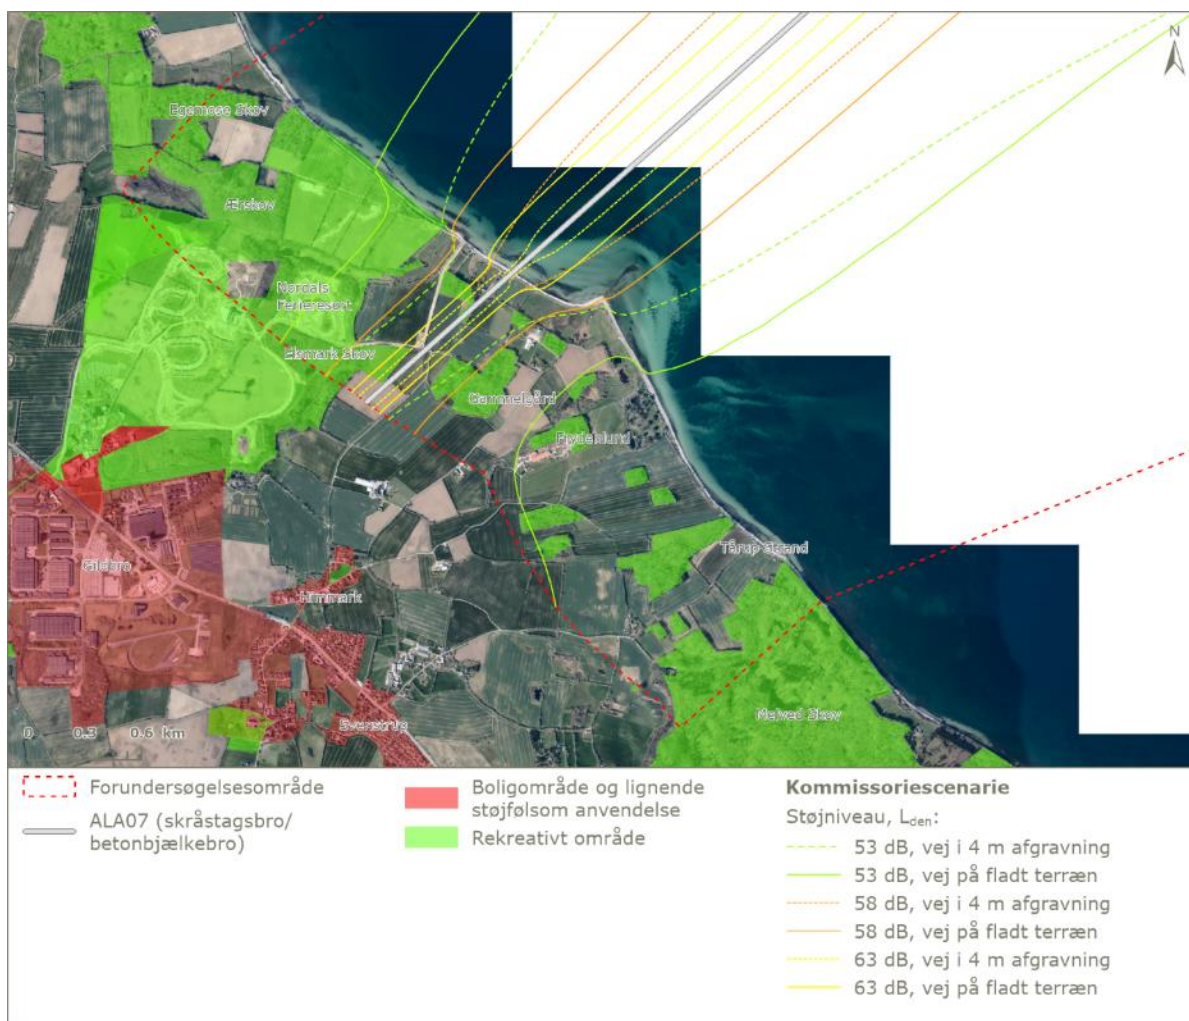 N
Egemose Skov
Ærskov
Nordals
Ferieresort
Elsmark Skov
Gammelgård
Frydenlund
Tårup Strand
Himmark
Svenstrup
Melved Skov
0 0.3 0.6 km
Forundersøgelsesområde
ALA07 (skråstagsbro/
betonbjælkebro)
Boligområde og lignende
støjfølsom anvendelse
Rekreativt område
Kommissoriescenarie
Støjniveau, Lden:
53 dB, vej i 4 m afgravning
53 dB, vej på fladt terræn
58 dB, vej i 4 m afgravning
58 dB, vej på fladt terræn
63 dB, vej i 4 m afgravning
63 dB, vej på fladt terræn